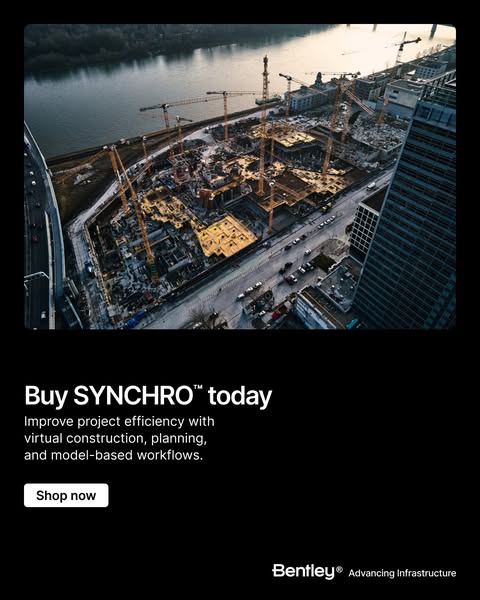 Buy SYNCHRO™ today
Improve project efficiency with
virtual construction, planning,
and model-based workflows.
Shop now
Bentley® Advancing Infrastructure